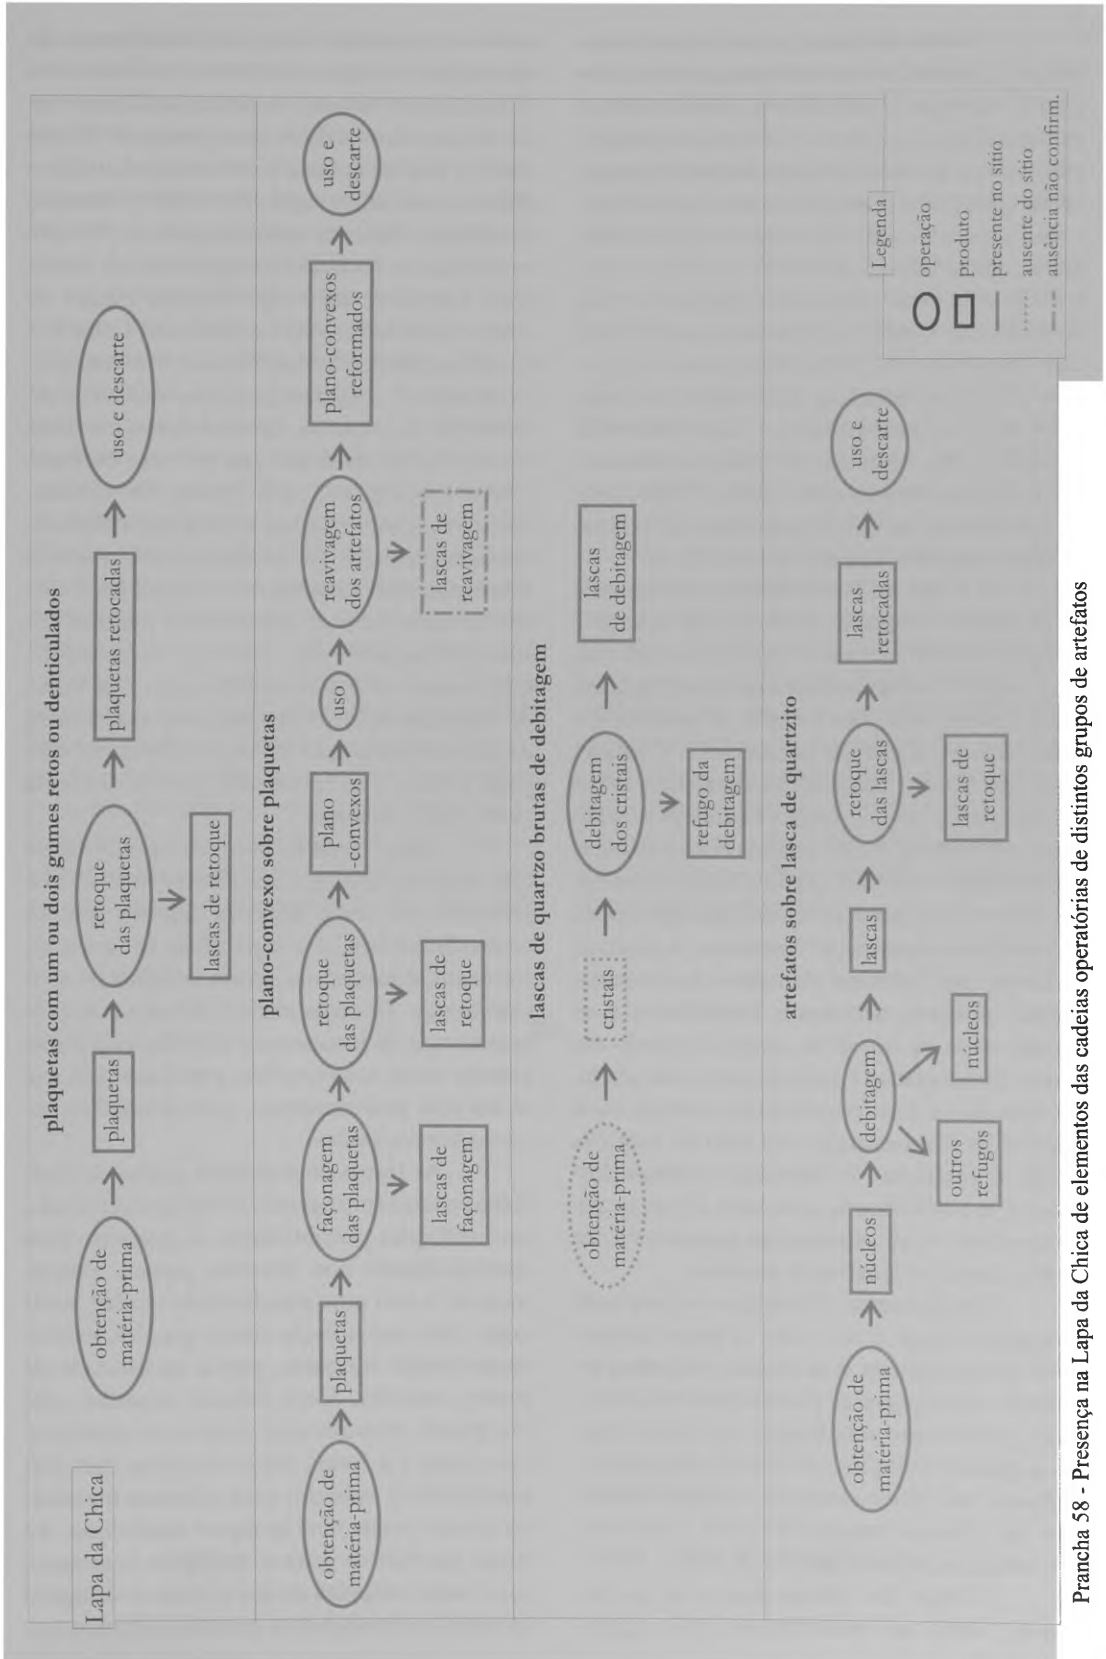 Lapa da Chica
plaquetas com um ou dois gumes retos ou denticulados
obtenção de
matéria-prima
plaquetas
retoque
das plaquetas
lascas de retoque
plaquetas retocadas
uso e descarte
plano-convexo sobre plaquetas
obtenção de
matéria-prima
plaquetas
façonagem
das plaquetas
lascas de
façonagem
retoque
das plaquetas
lascas de
retoque
plano
-convexos
uso
reavivagem
dos artefatos
lascas de
reavivagem
plano-convexos
reformados
uso e
descarte
lascas de quartzo brutas de debitagem
obtenção de
matéria-prima
cristais
debitagem
dos cristais
refugo da
debitagem
lascas
de debitagem
artefatos sobre lasca de quartzito
obtenção de
matéria-prima
núcleos
debitagem
outros
refugos
núcleos
lascas
retoque
das lascas
lascas de
retoque
lascas
retocadas
uso e
descarte
Legenda
operação
produto
presente no sítio
ausente do sítio
ausência não confirm.
Prancha 58 - Presença na Lapa da Chica de elementos das cadeias operatórias de distintos grupos de artefatos